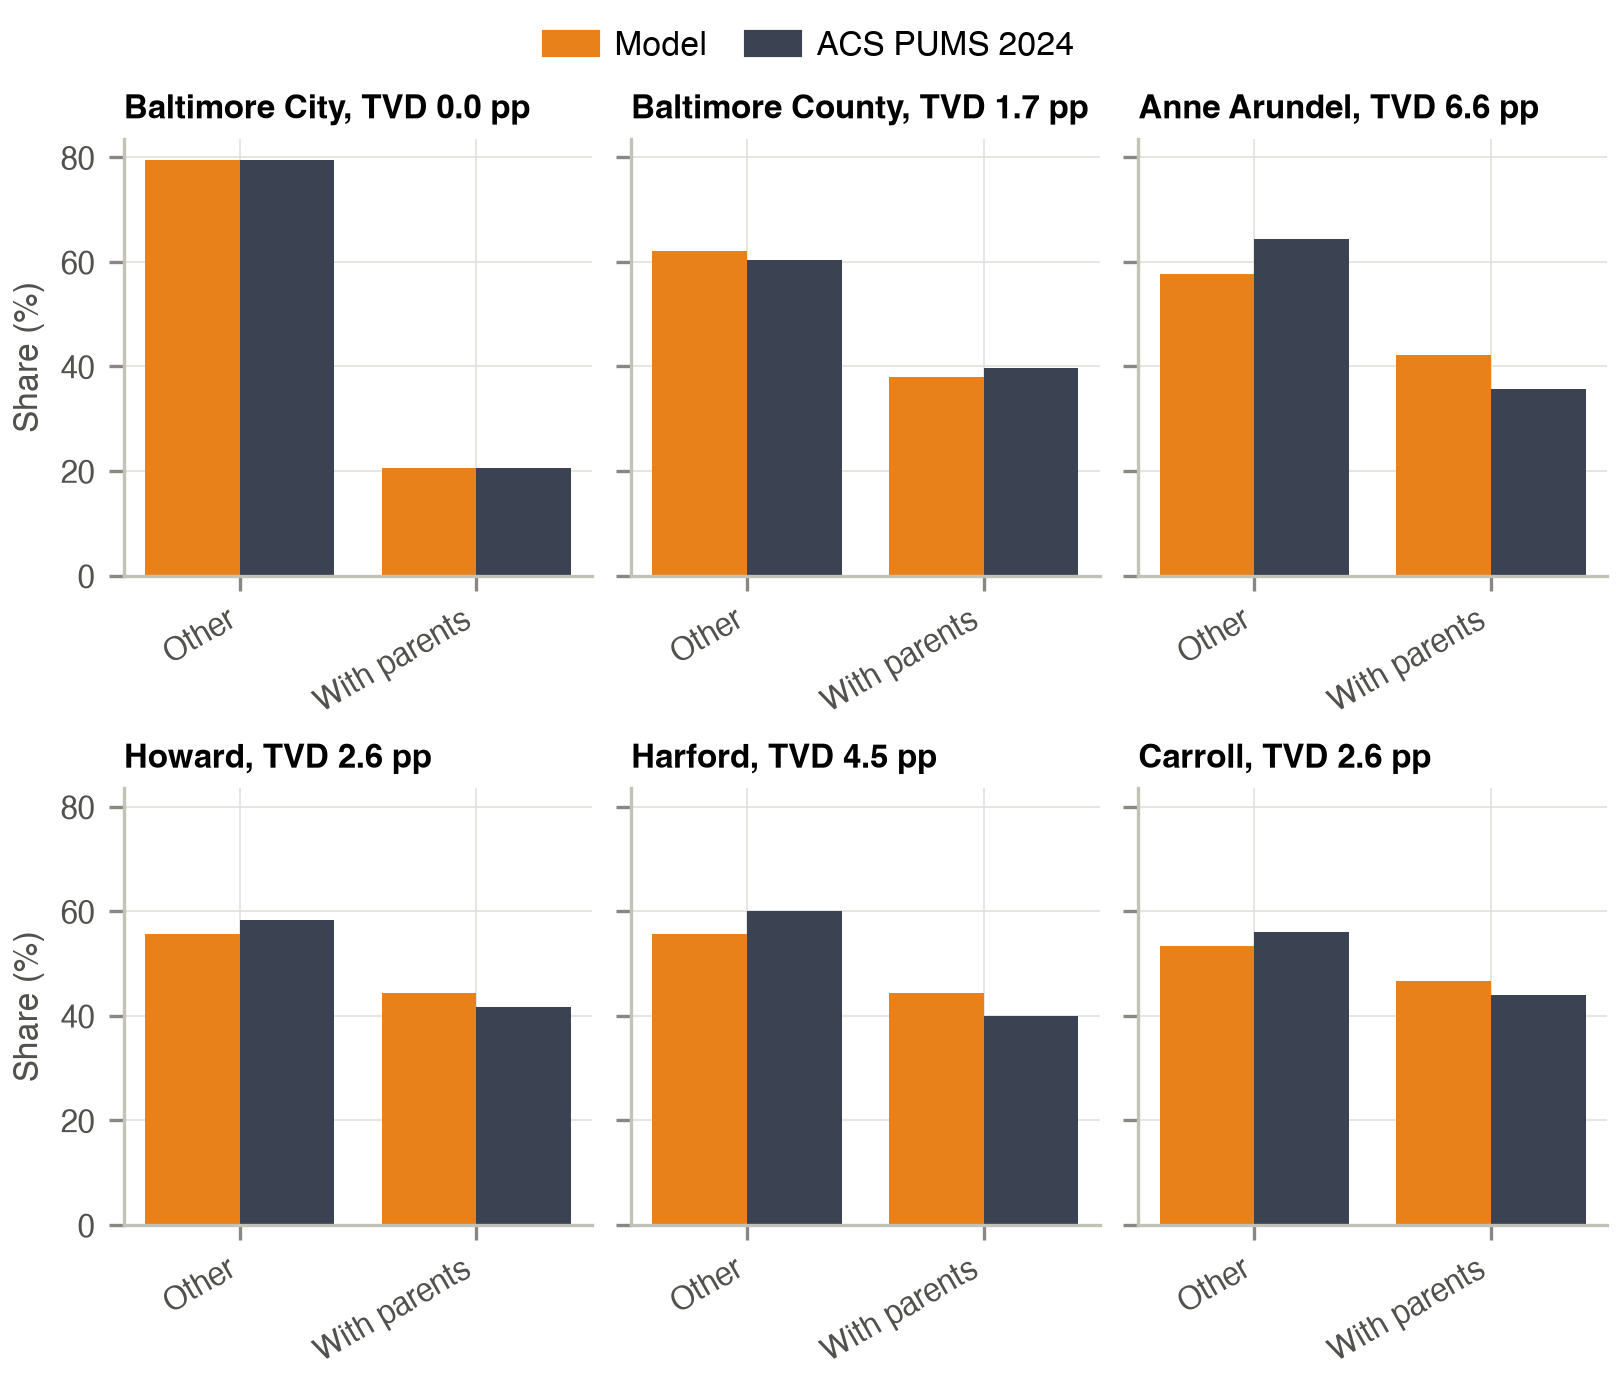 Model ACS PUMS 2024
Baltimore City, TVD 0.0 pp
Baltimore County, TVD 1.7 pp
Anne Arundel, TVD 6.6 pp
Share (%)
80
60
40
20
0
Other
With parents
Other
With parents
Other
With parents
Howard, TVD 2.6 pp
Harford, TVD 4.5 pp
Carroll, TVD 2.6 pp
Share (%)
80
60
40
20
0
Other
With parents
Other
With parents
Other
With parents